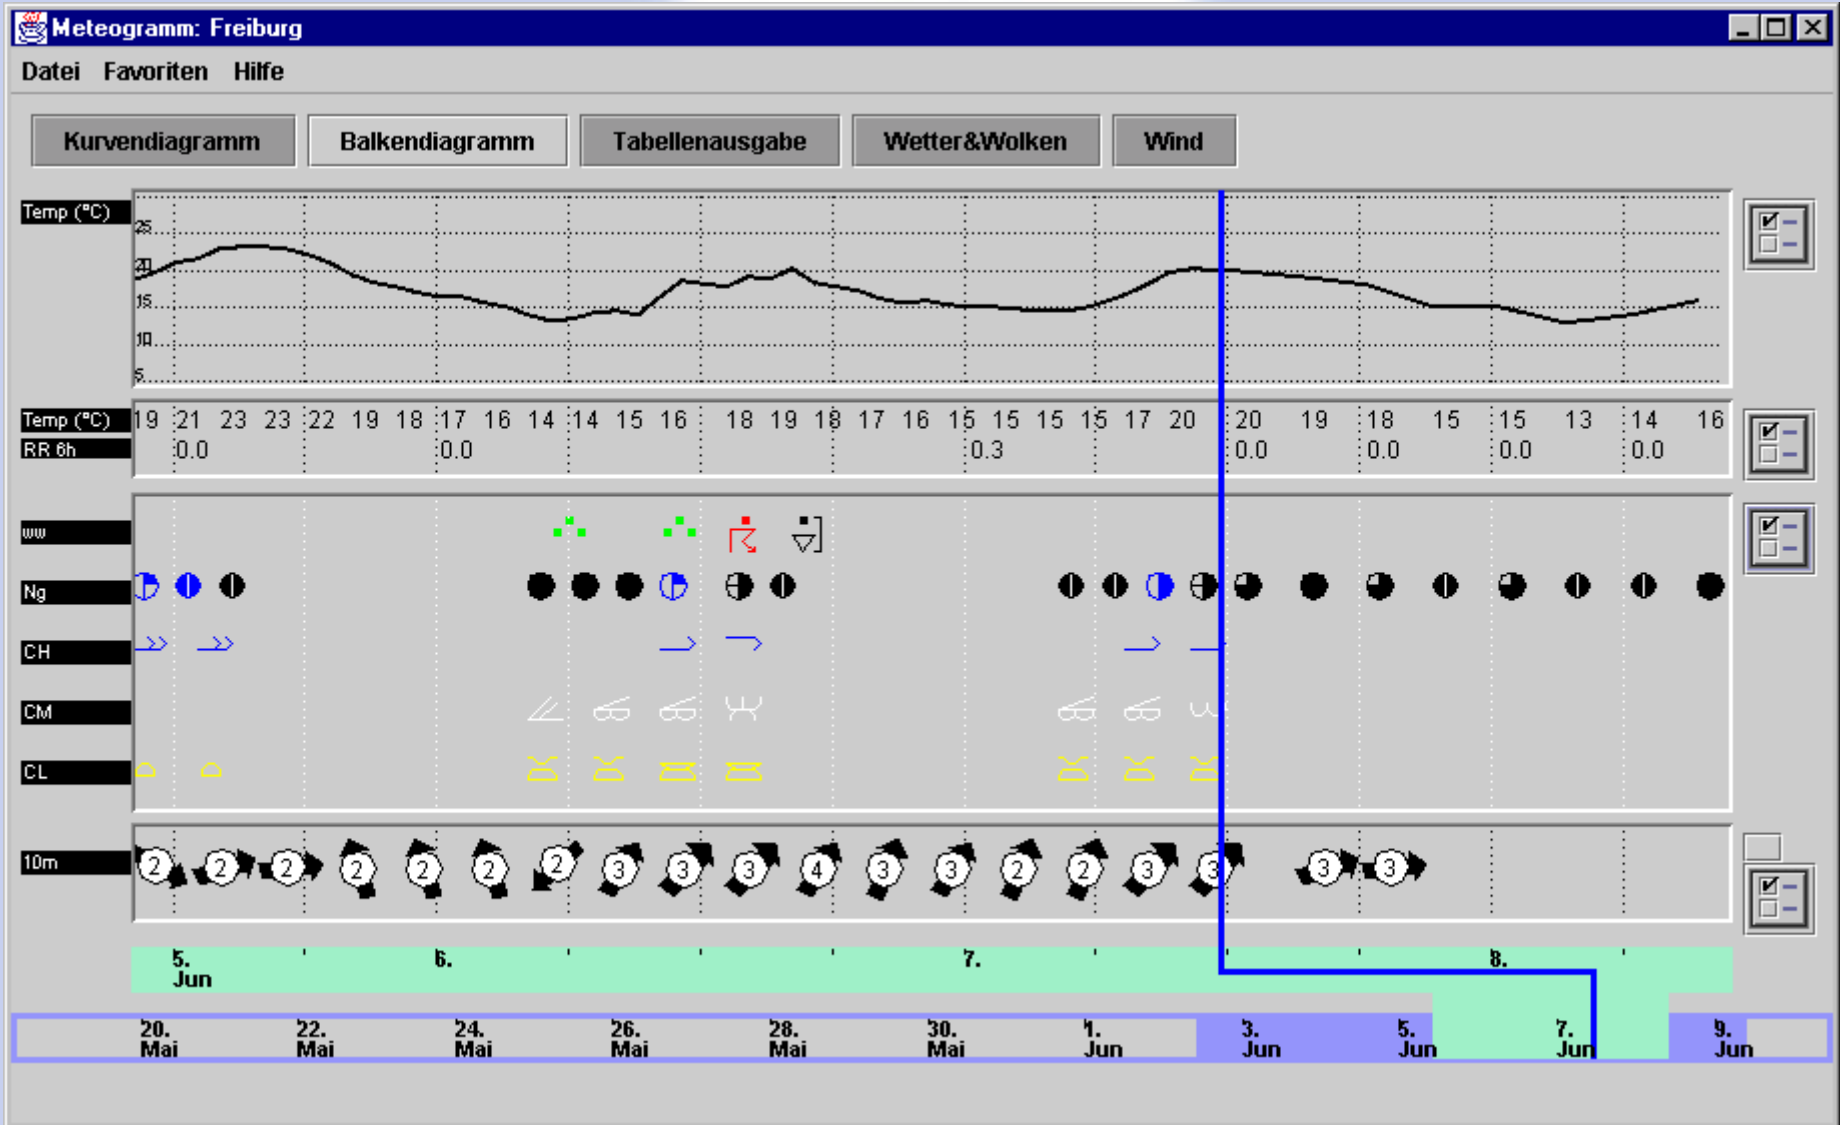 Meteogramm: Freiburg
Datei Favoriten Hilfe
Kurvendiagramm Balkendiagramm Tabellenausgabe Wetter&Wolken Wind
Temp (°C)
25
20
15
10
5
Temp (°C) 19 21 23 23 22 19 18 17 16 14 14 15 16 18 19 18 17 16 15 15 15 15 17 20 20 19 18 15 15 13 14 16
RR 6h 0.0 0.0 0.3 0.0 0.0 0.0 0.0
ww
Ng
CH
CM
CL
10m 2 2 2 2 2 2 2 3 3 3 4 3 3 2 2 3 3 3 3
5. 6. 7. 8.
Jun
20. 22. 24. 26. 28. 30. 1. 3. 5. 7. 9.
Mai Mai Mai Mai Mai Mai Jun Jun Jun Jun Jun